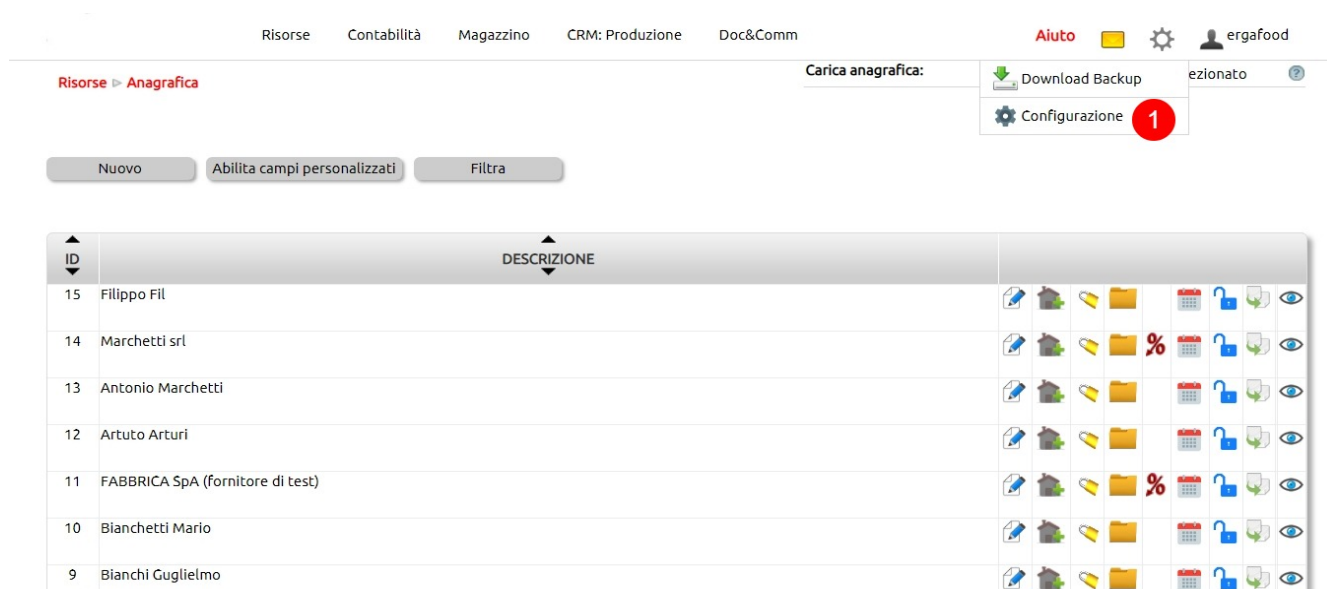 Risorse Contabilità Magazzino CRM: Produzione Doc&Comm Aiuto ergafood
Risorse ▷ Anagrafica Carica anagrafica: ezionato ?
Download Backup
Configurazione 1
Nuovo Abilita campi personalizzati Filtra
ID DESCRIZIONE
15 Filippo Fil
14 Marchetti srl
13 Antonio Marchetti
12 Artuto Arturi
11 FABBRICA SpA (fornitore di test)
10 Bianchetti Mario
9 Bianchi Guglielmo